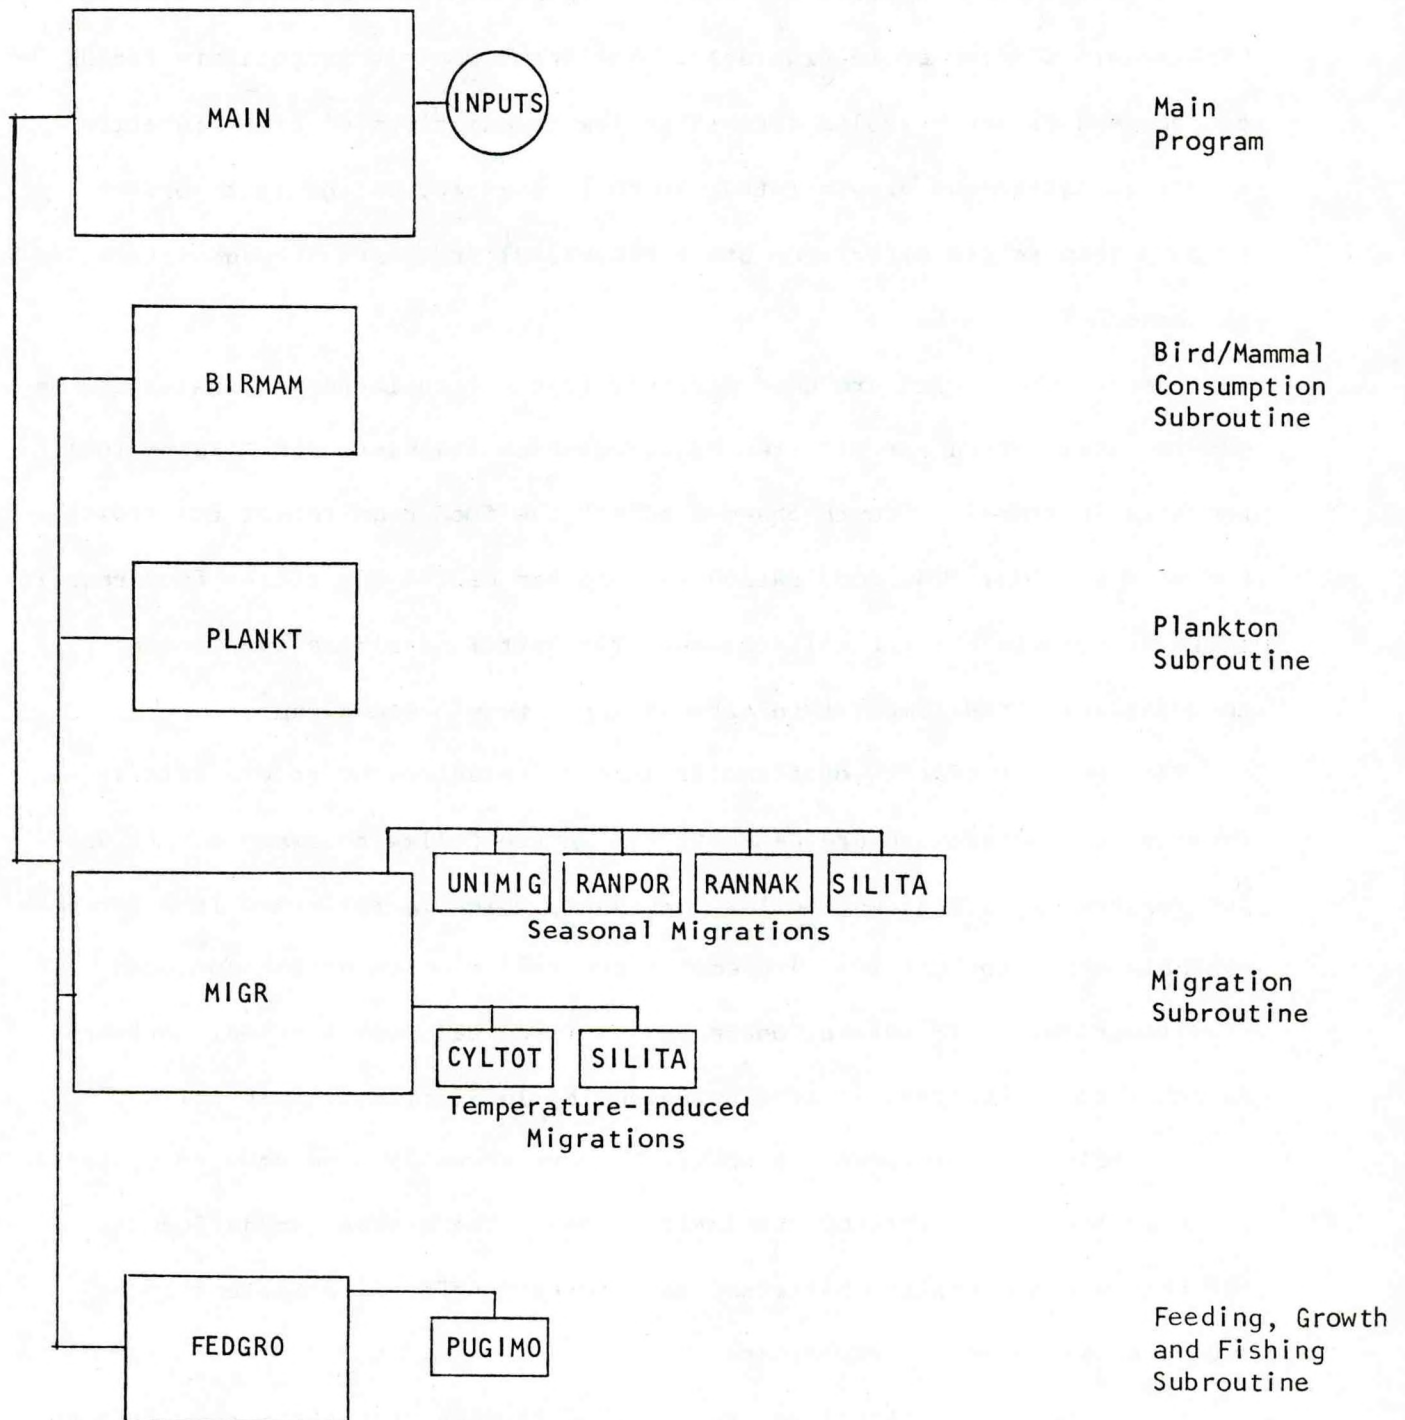 MAIN
INPUTS
Main
Program
BIRMAM
Bird/Mammal
Consumption
Subroutine
PLANKT
Plankton
Subroutine
UNIMIG RANPOR RANNAK SILITA
Seasonal Migrations
MIGR
Migration
Subroutine
CYLTOT SILITA
Temperature-Induced
Migrations
FEDGRO
PUGIMO
Feeding, Growth
and Fishing
Subroutine